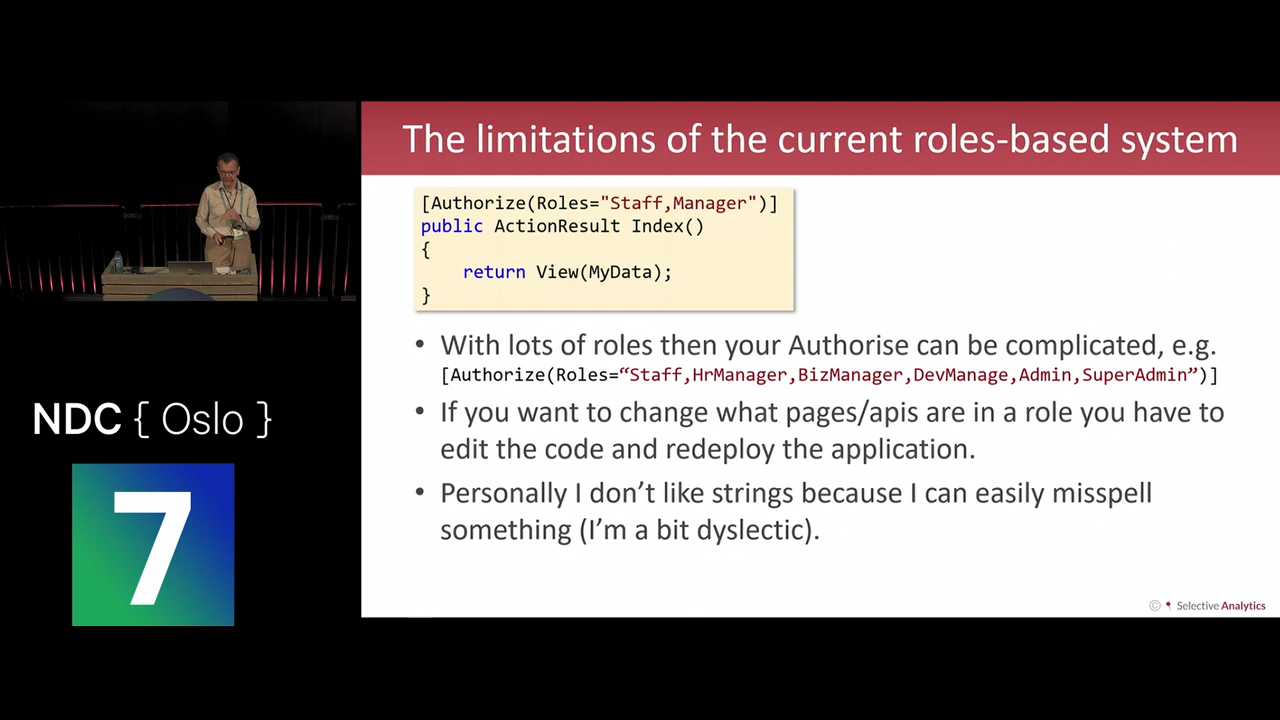 The limitations of the current roles-based system
[Authorize(Roles="Staff,Manager")]
public ActionResult Index()
{
return View(MyData);
}
• With lots of roles then your Authorise can be complicated, e.g.
[Authorize(Roles=“Staff,HrManager,BizManager,DevManage,Admin,SuperAdmin”)]
• If you want to change what pages/apis are in a role you have to
edit the code and redeploy the application.
• Personally I don’t like strings because I can easily misspell
something (I’m a bit dyslectic).
© Selective Analytics
NDC { Oslo }
7